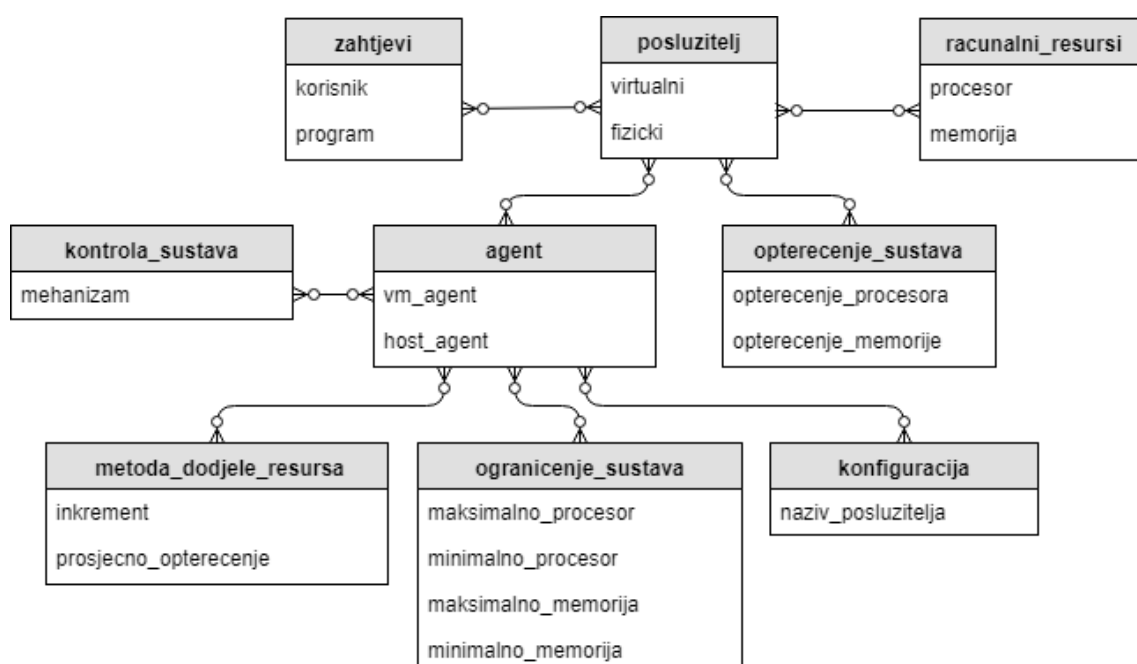 zahtjevi
korisnik
program
posluzitelj
virtualni
fizicki
racunalni_resursi
procesor
memorija
kontrola_sustava
mehanizam
agent
vm_agent
host_agent
opterecenje_sustava
opterecenje_procesora
opterecenje_memorije
metoda_dodjele_resursa
inkrement
prosjecno_opterecenje
ogranicenje_sustava
maksimalno_procesor
minimalno_procesor
maksimalno_memorija
minimalno_memorija
konfiguracija
naziv_posluzitelja